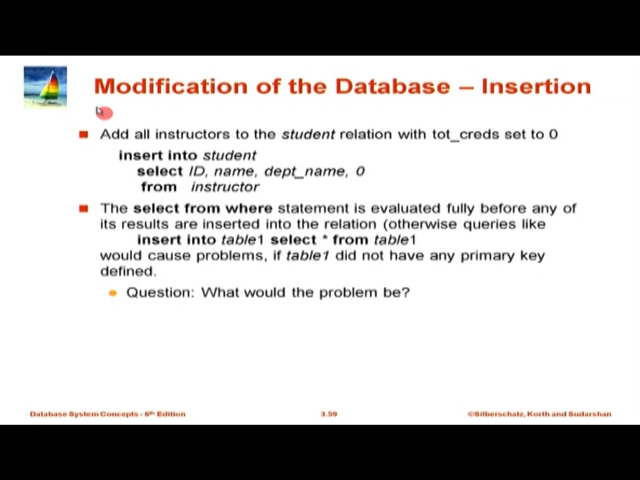 Modification of the Database – Insertion
Add all instructors to the student relation with tot_creds set to 0
insert into student
select ID, name, dept_name, 0
from instructor
The select from where statement is evaluated fully before any of
its results are inserted into the relation (otherwise queries like
insert into table1 select * from table1
would cause problems, if table1 did not have any primary key
defined.
Question: What would the problem be?
Database System Concepts - 6th Edition
3.59
©Silberschatz, Korth and Sudarshan